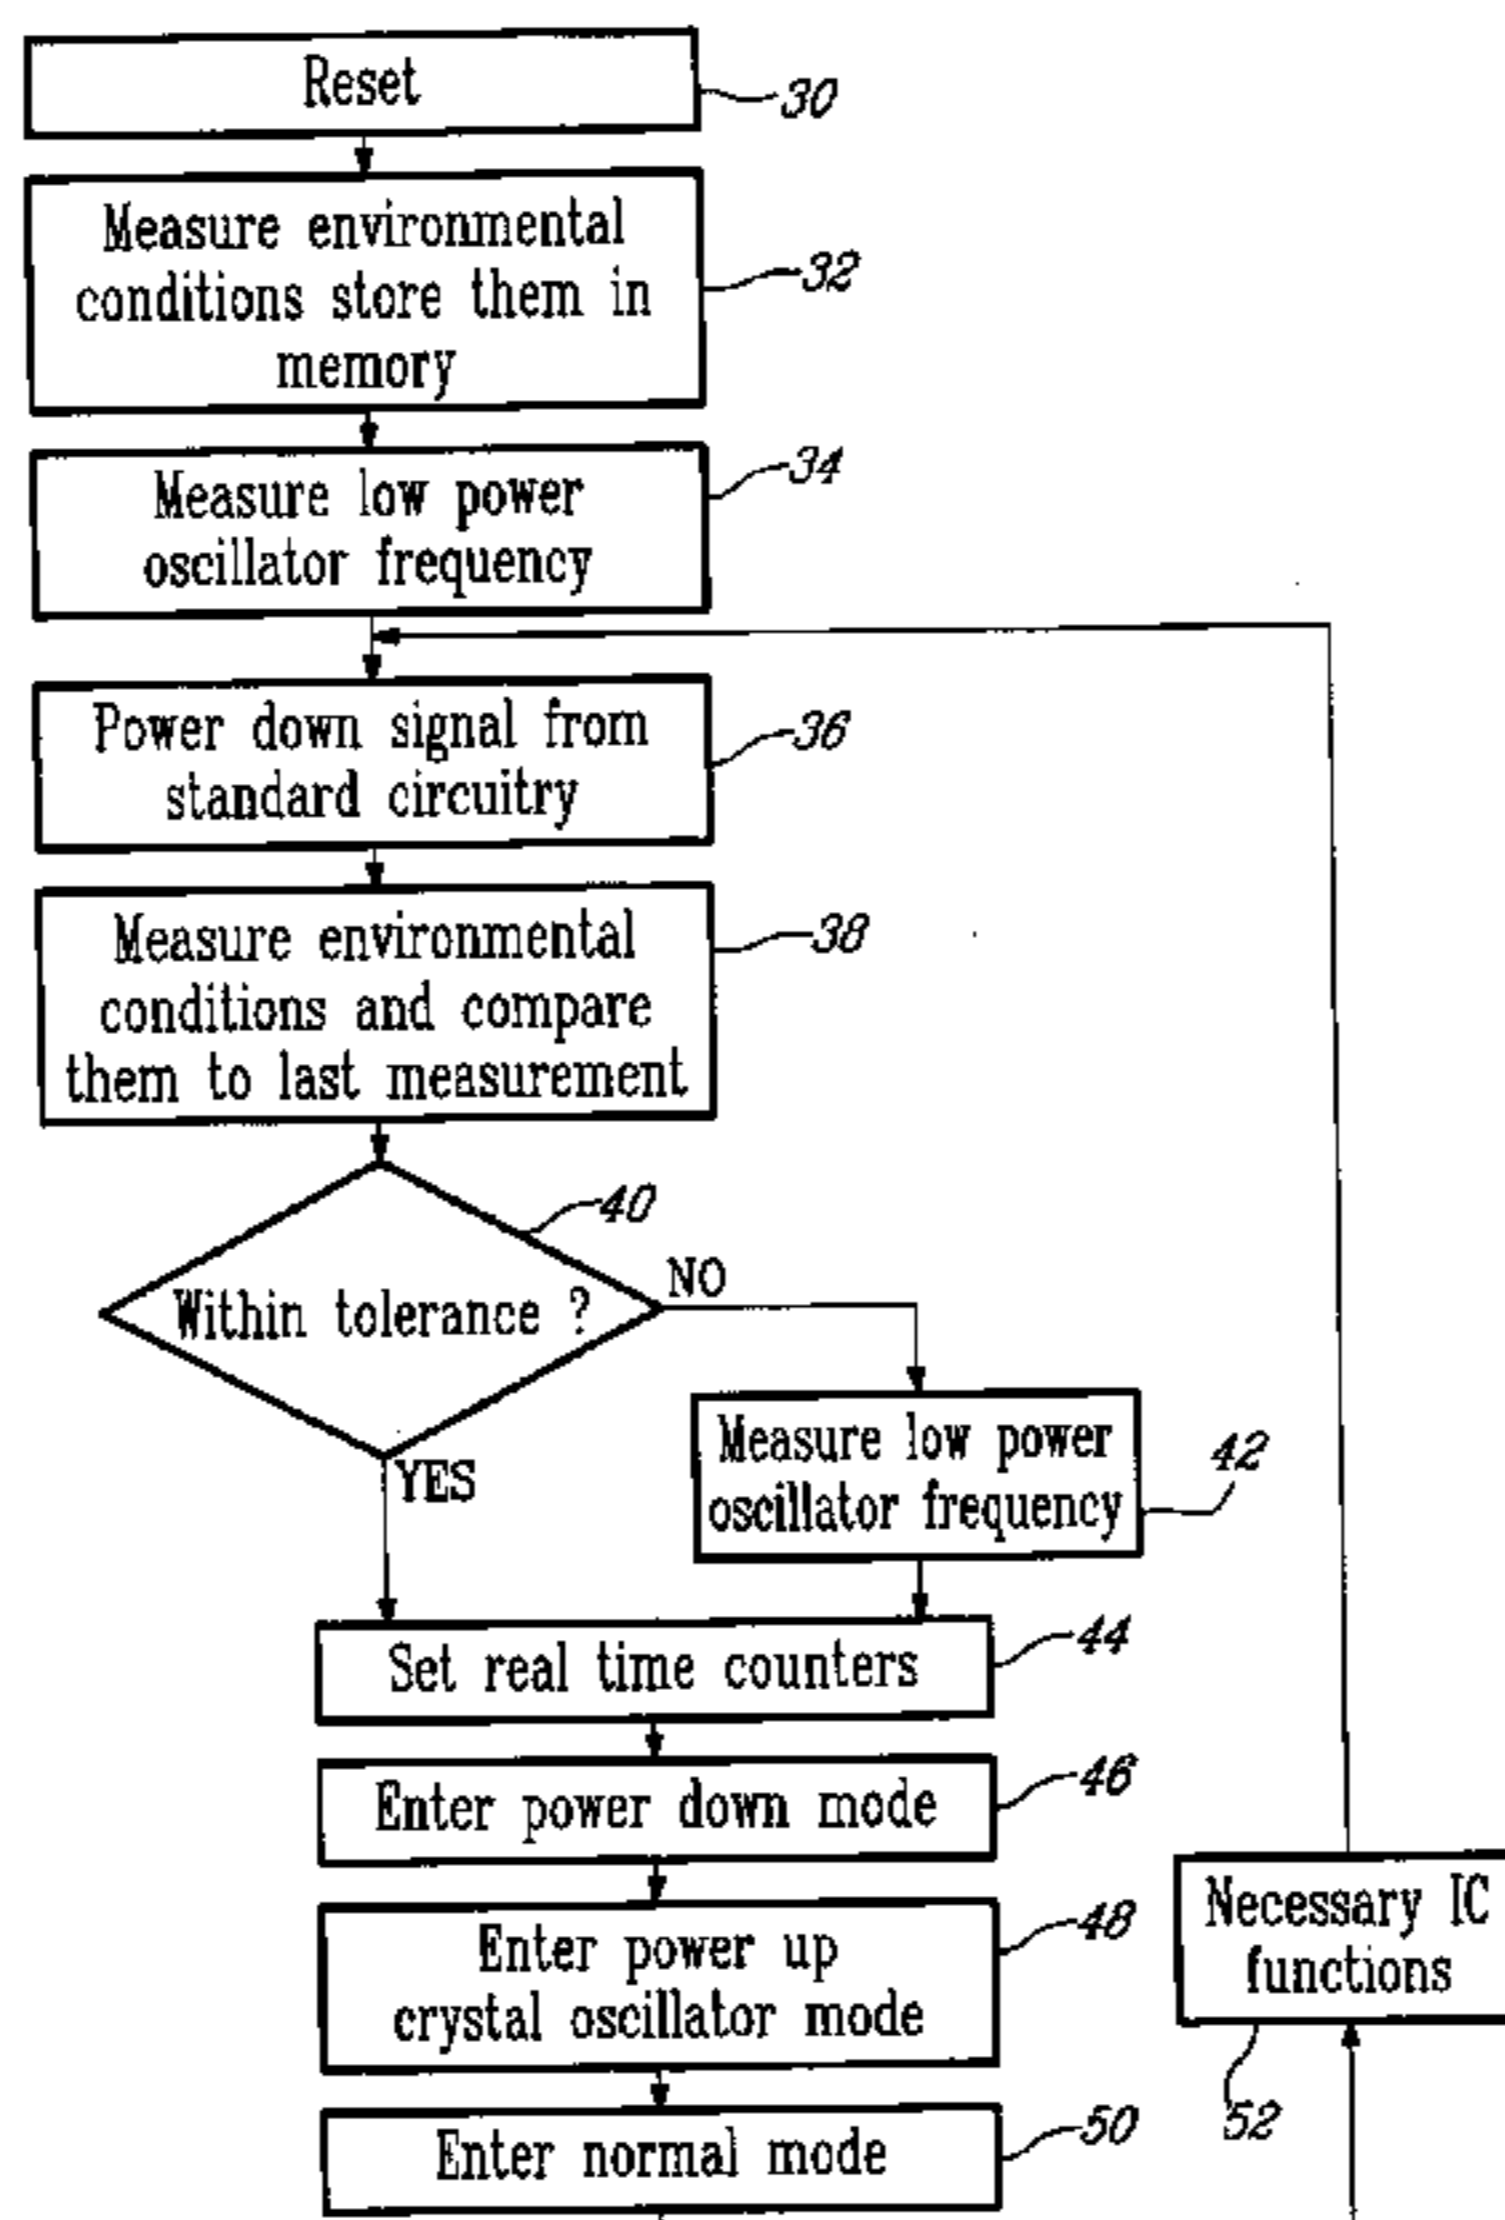 Reset
30
Measure environmental
conditions store them in
memory
32
Measure low power
oscillator frequency
34
Power down signal from
standard circuitry
36
Measure environmental
conditions and compare
them to last measurement
38
40
Within tolerance ?
NO
YES
Measure low power
oscillator frequency
42
Set real time counters
44
Enter power down mode
46
Enter power up
crystal oscillator mode
48
Necessary IC
functions
52
Enter normal mode
50